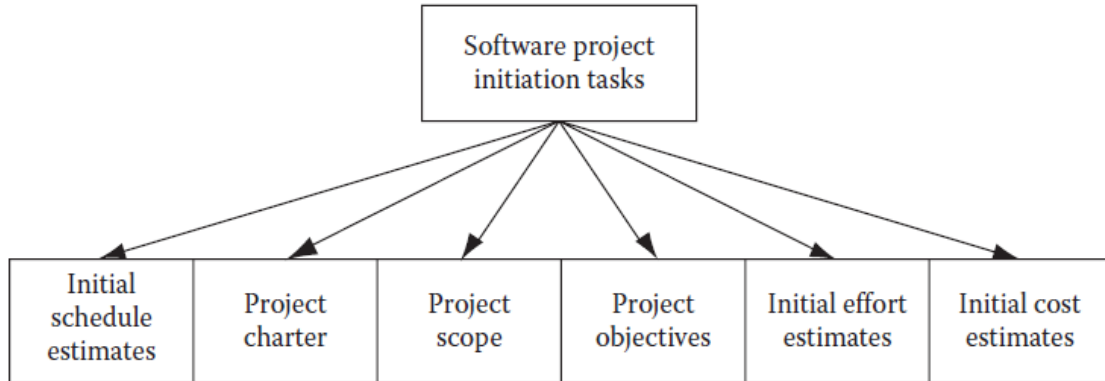 Software project
initiation tasks
Initial
schedule
estimates
Project
charter
Project
scope
Project
objectives
Initial effort
estimates
Initial cost
estimates